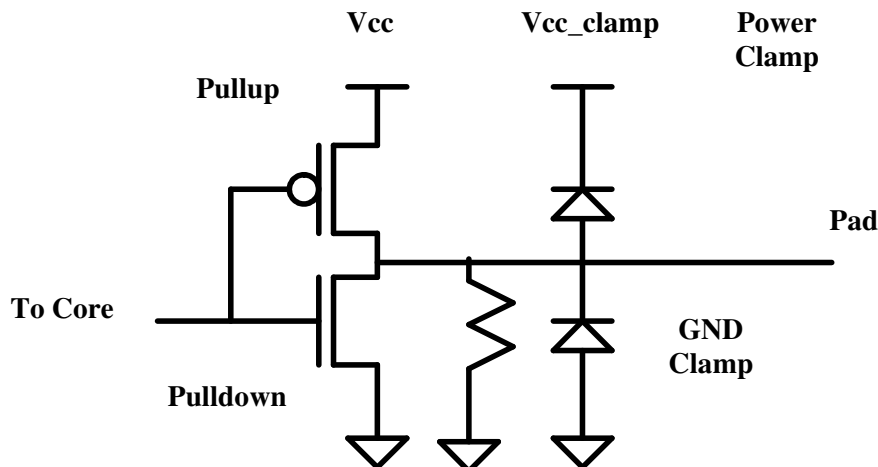 Vcc
Vcc_clamp
Power
Clamp
Pullup
Pad
To Core
GND
Clamp
Pulldown